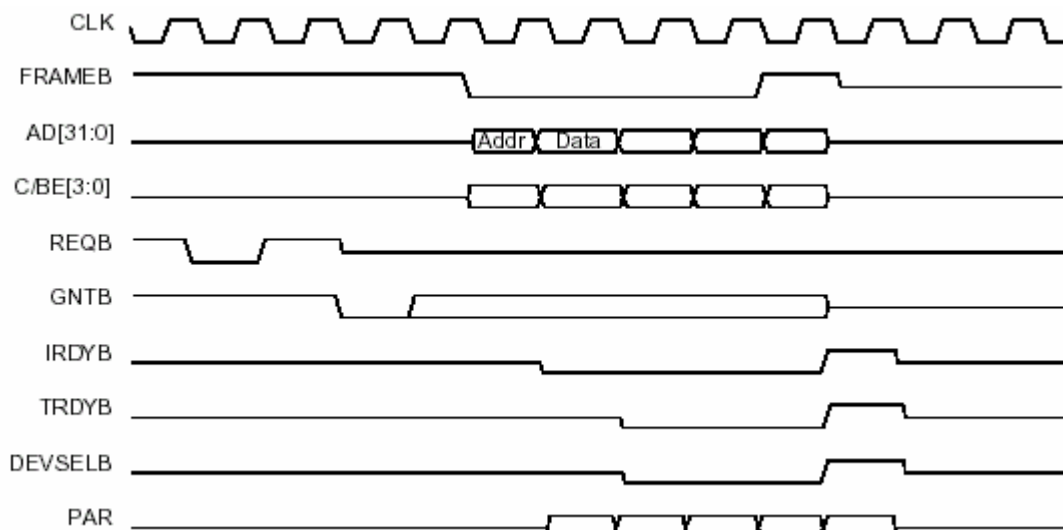 CLK
FRAMEB
AD[31:0]
Addr Data
C/BE[3:0]
REQB
GNTB
IRDYB
TRDYB
DEVSELB
PAR